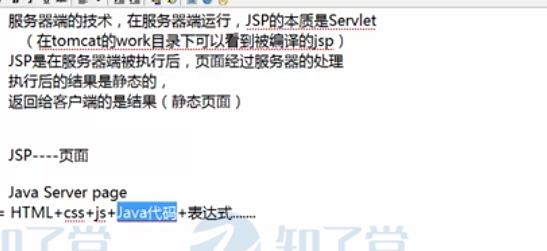 服务器端的技术，在服务器端运行，JSP的本质是Servlet
（在tomcat的work目录下可以看到被编译的jsp）
JSP是在服务器端被执行后，页面经过服务器的处理
执行后的结果是静态的，
返回给客户端的是结果（静态页面）
JSP----页面
Java Server page
= HTML+css+js+Java代码+表达式.......
知了堂